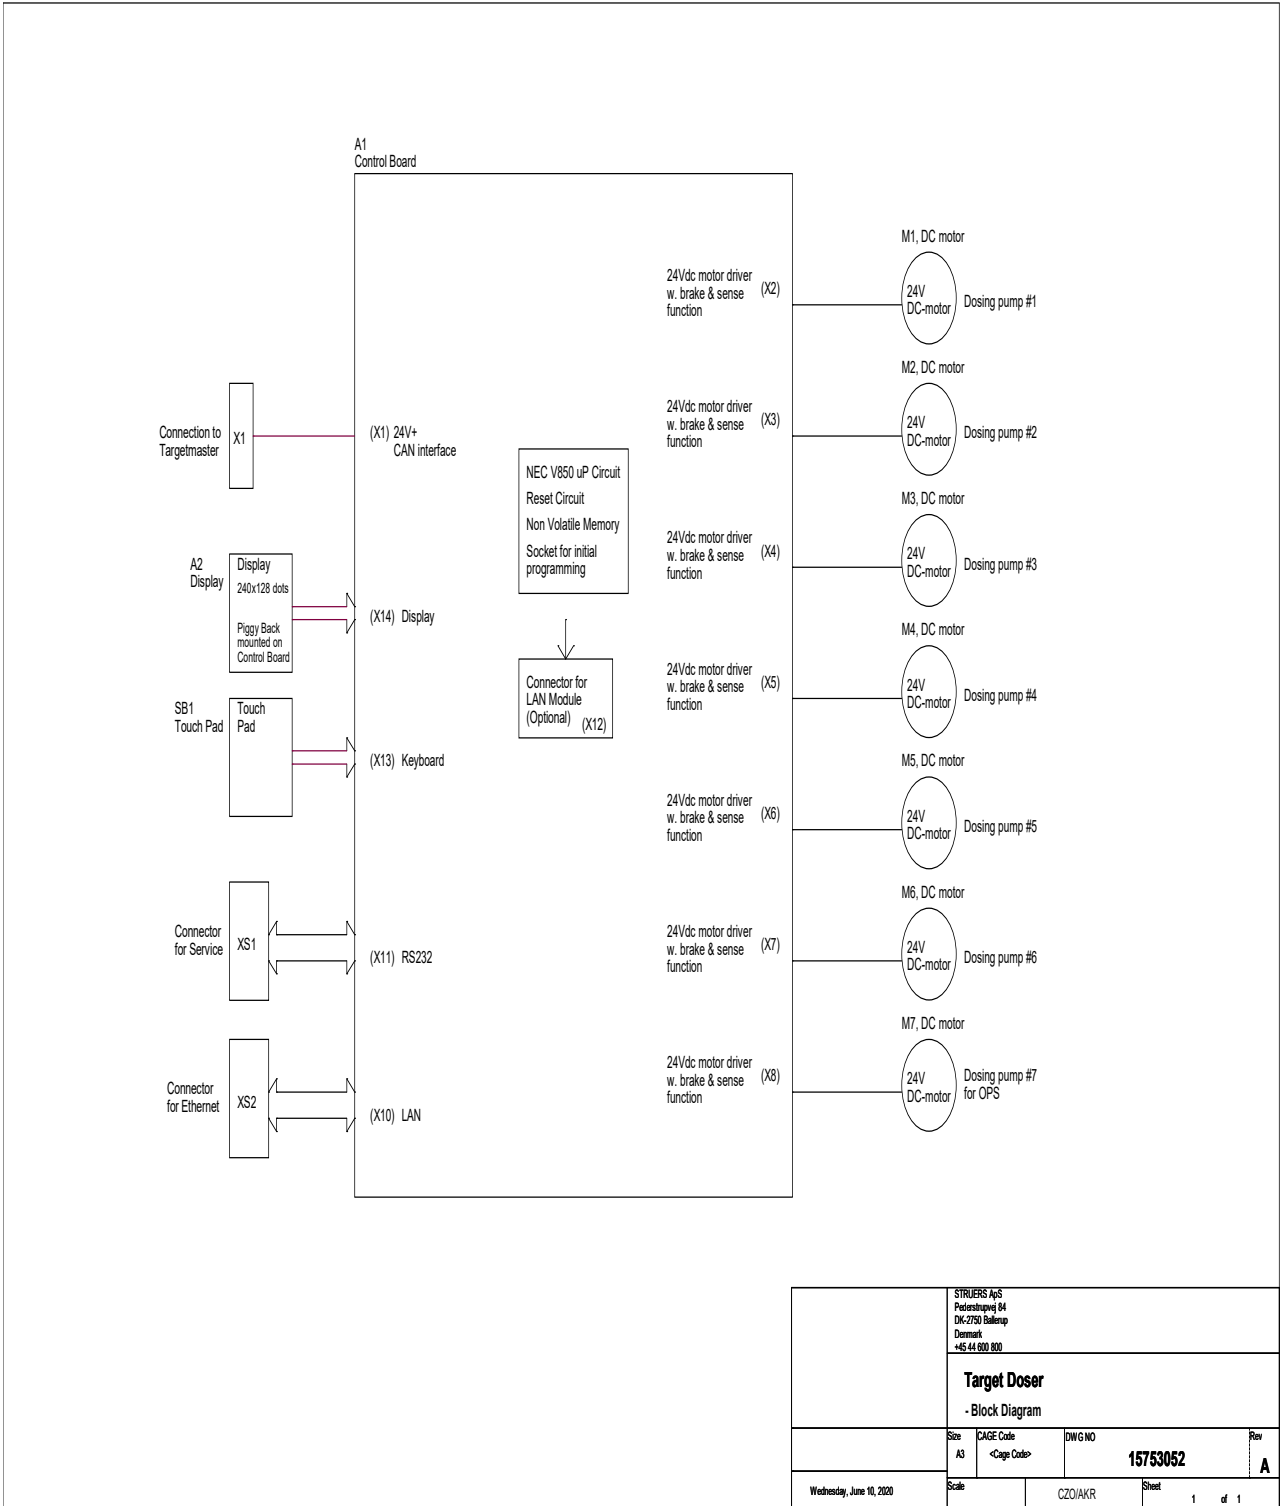 A1
Control Board
Connection to
Targetmaster
X1
(X1) 24V+
CAN interface
A2
Display
Display
240x128 dots
Piggy Back
mounted on
Control Board
(X14) Display
SB1
Touch Pad
Touch
Pad
(X13) Keyboard
Connector
for Service
XS1
(X11) RS232
Connector
for Ethernet
XS2
(X10) LAN
NEC V850 uP Circuit
Reset Circuit
Non Volatile Memory
Socket for initial
programming
Connector for
LAN Module
(Optional)
(X12)
24Vdc motor driver
w. brake & sense
function
(X2)
M1, DC motor
24V
DC-motor
Dosing pump #1
24Vdc motor driver
w. brake & sense
function
(X3)
M2, DC motor
24V
DC-motor
Dosing pump #2
24Vdc motor driver
w. brake & sense
function
(X4)
M3, DC motor
24V
DC-motor
Dosing pump #3
24Vdc motor driver
w. brake & sense
function
(X5)
M4, DC motor
24V
DC-motor
Dosing pump #4
24Vdc motor driver
w. brake & sense
function
(X6)
M5, DC motor
24V
DC-motor
Dosing pump #5
24Vdc motor driver
w. brake & sense
function
(X7)
M6, DC motor
24V
DC-motor
Dosing pump #6
24Vdc motor driver
w. brake & sense
function
(X8)
M7, DC motor
24V
DC-motor
Dosing pump #7
for OPS
STRUERS ApS
Pederstrupvej 84
DK-2750 Ballerup
Denmark
+45 44 600 800
Target Doser
- Block Diagram
Size
A3
CAGE Code
<Cage Code>
DWG NO
15753052
Rev
A
Wednesday, June 10, 2020
Scale
CZO/AKR
Sheet
1 of 1